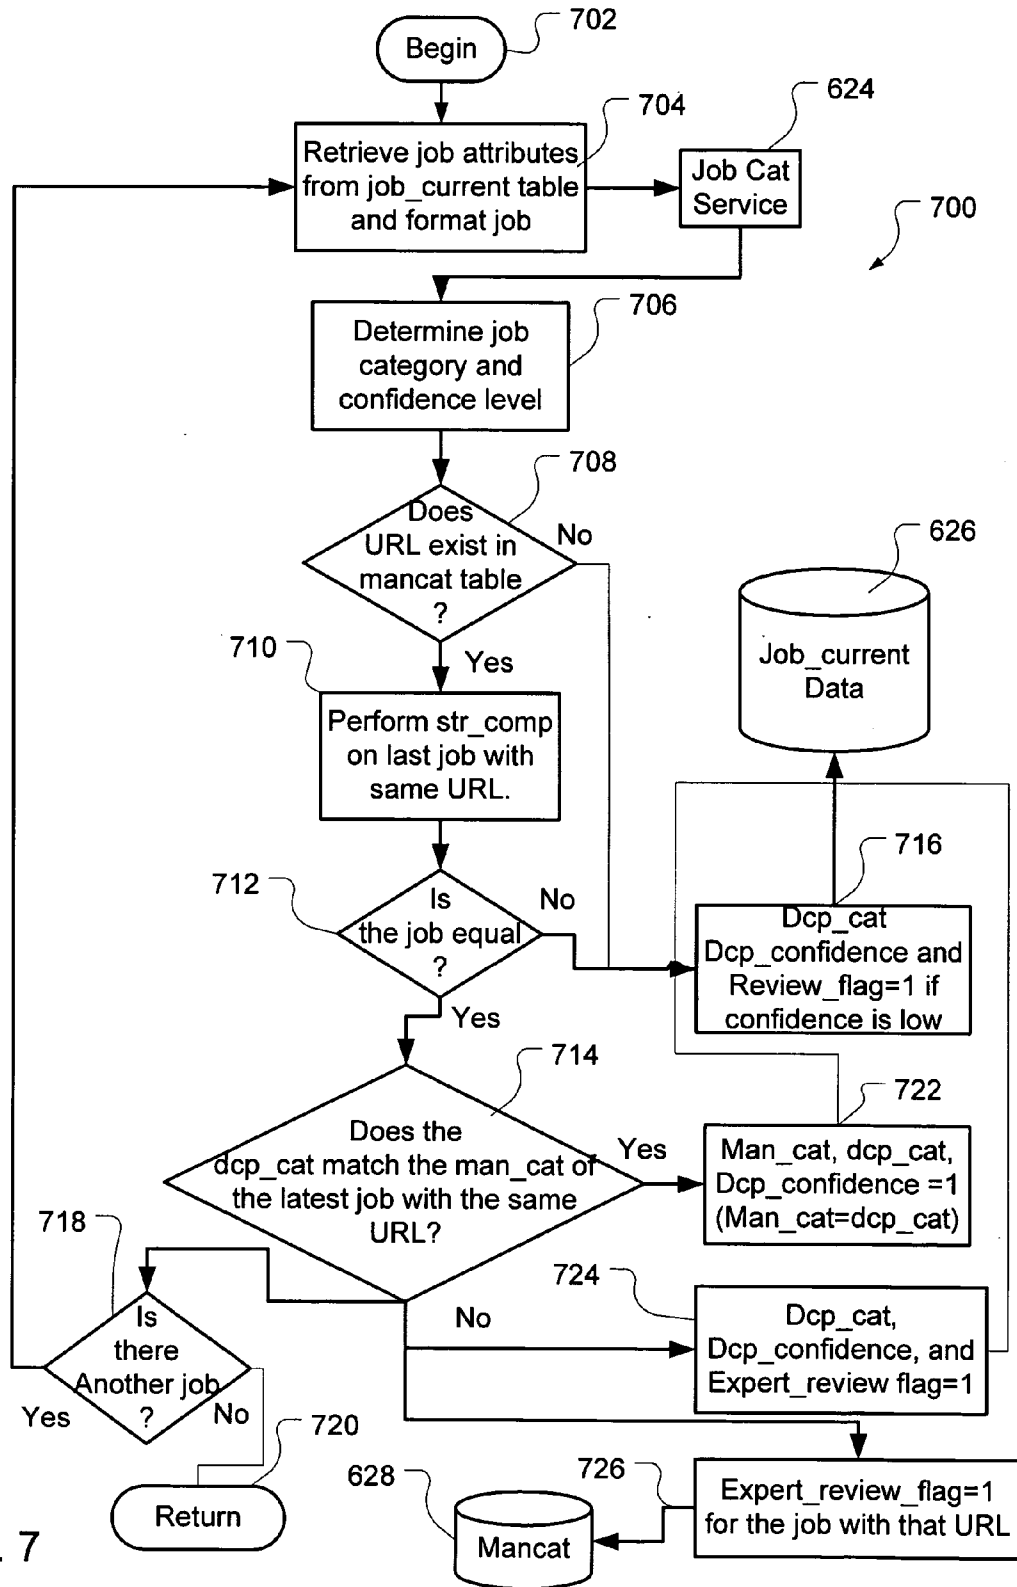 702
Begin
704
624
Retrieve job attributes
from job_current table
and format job
Job Cat
Service
700
706
Determine job
category and
confidence level
708
Does
URL exist in
mancat table
?
No
626
Job_current
Data
710
Yes
Perform str_comp
on last job with
same URL.
712
Is
the job equal
?
No
716
Dcp_cat
Dcp_confidence and
Review_flag=1 if
confidence is low
Yes
714
Does the
dcp_cat match the man_cat of
the latest job with the same
URL?
Yes
722
Man_cat, dcp_cat,
Dcp_confidence =1
(Man_cat=dcp_cat)
718
Is
there
Another job
?
Yes
No
No
724
Dcp_cat,
Dcp_confidence, and
Expert_review flag=1
720
Return
628
Mancat
726
Expert_review_flag=1
for the job with that URL
. 7